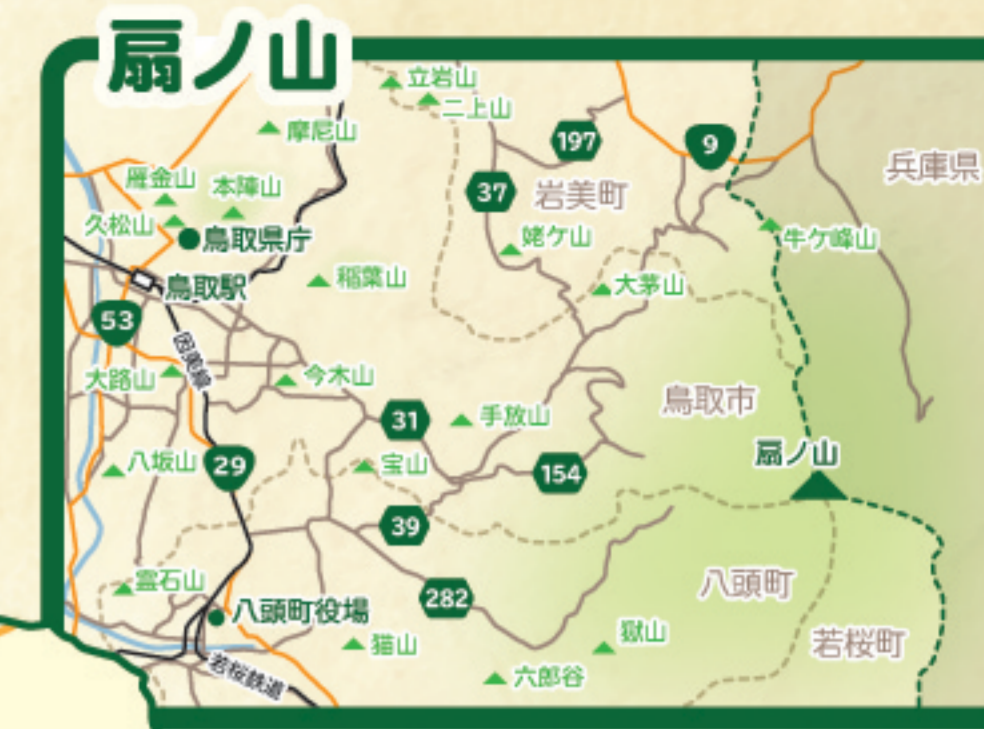 扇ノ山
立岩山
二上山
摩尼山
197
9
兵庫県
雁金山
本陣山
37
岩美町
久松山
鳥取県庁
姥ケ山
牛ケ峰山
鳥取駅
稲葉山
大茅山
53
因美線
大路山
今木山
鳥取市
31
手放山
扇ノ山
八坂山
29
宝山
154
39
霊石山
282
八頭町
八頭町役場
猫山
嶽山
若桜町
若桜鉄道
六郎谷